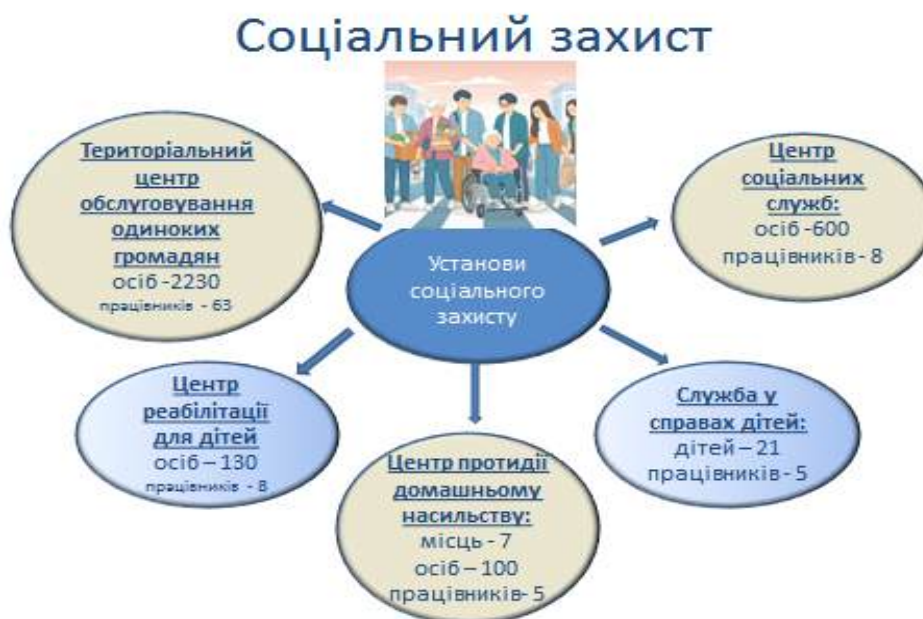 Соціальний захист
Територіальний
центр
обслуговування
одиноких
громадян
осіб -2230
працівників - 63
Центр
соціальних
служб:
осіб -600
працівників - 8
Установи
соціального
захисту
Центр
реабілітації
для дітей
осіб – 130
працівників - 8
Центр протидії
домашньому
насильству:
місць - 7
осіб – 100
працівників- 5
Служба у
справах дітей:
дітей – 21
працівників - 5